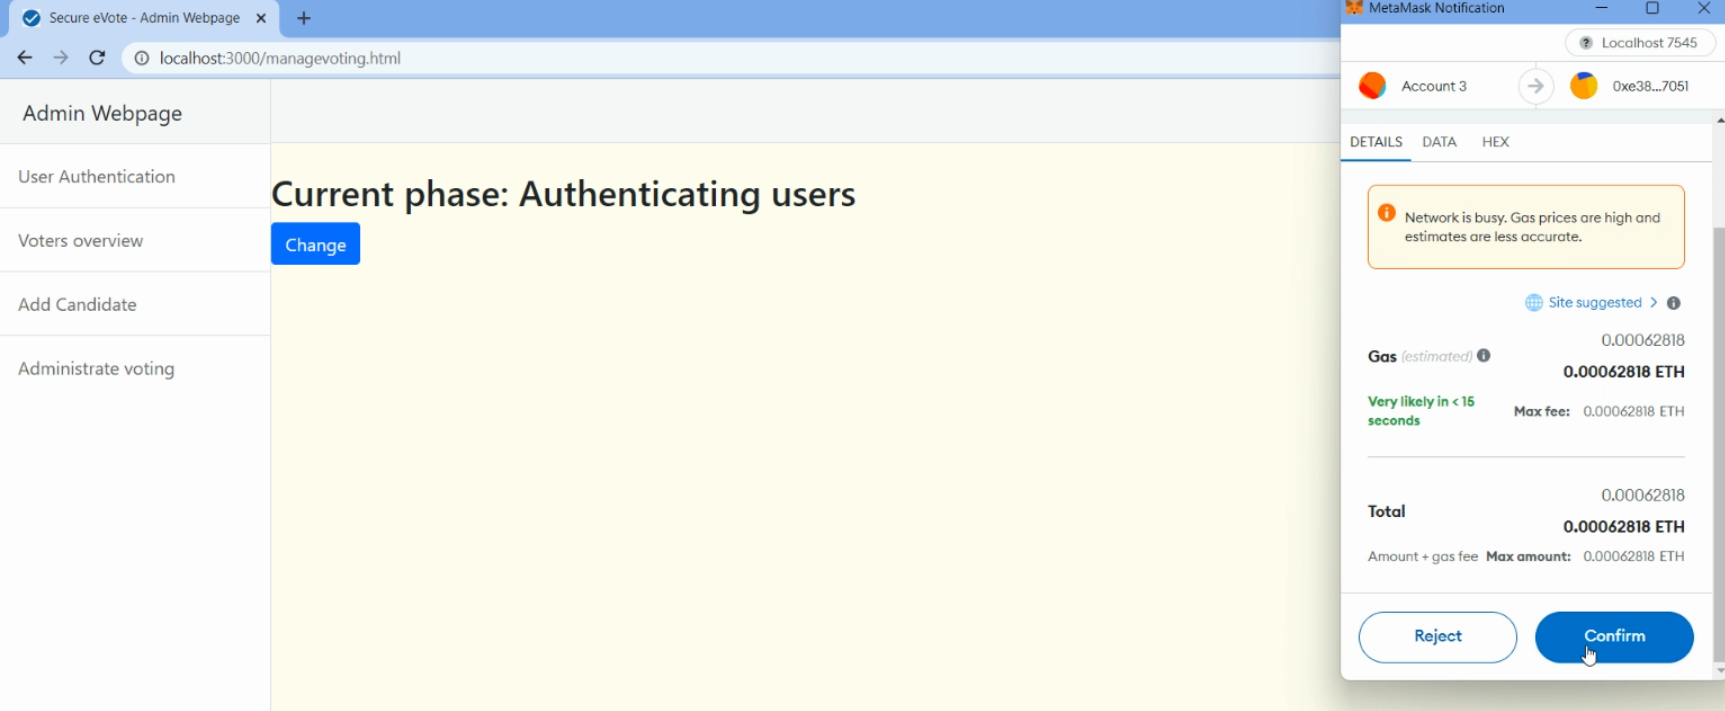 Secure eVote - Admin Webpage
localhost:3000/managevoting.html
Admin Webpage
User Authentication
Voters overview
Add Candidate
Administrate voting
Current phase: Authenticating users
Change
MetaMask Notification
Localhost 7545
Account 3
0xe38...7051
DETAILS DATA HEX
Network is busy. Gas prices are high and
estimates are less accurate.
Site suggested >
0.00062818
Gas (estimated)
0.00062818 ETH
Very likely in < 15
seconds
Max fee: 0.00062818 ETH
0.00062818
Total
0.00062818 ETH
Amount + gas fee Max amount: 0.00062818 ETH
Reject
Confirm